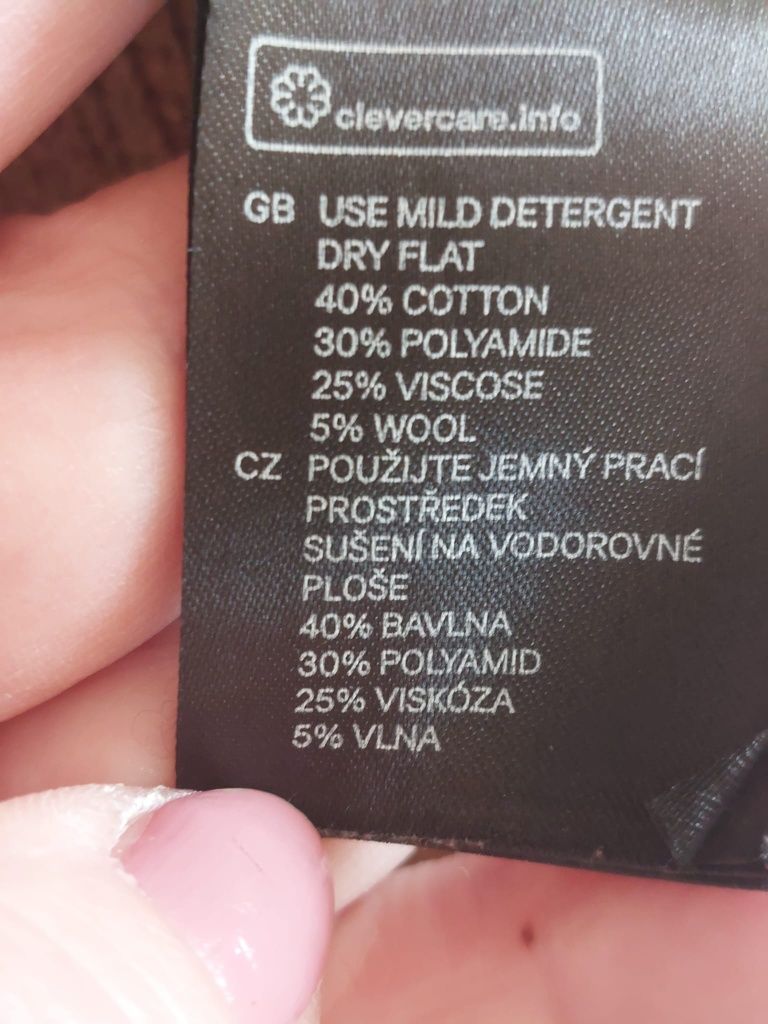 clevercare.info
GB USE MILD DETERGENT
DRY FLAT
40% COTTON
30% POLYAMIDE
25% VISCOSE
5% WOOL
CZ POUŽIJTE JEMNÝ PRACÍ
PROSTŘEDEK
SUŠENÍ NA VODOROVNÉ
PLOŠE
40% BAVLNA
30% POLYAMID
25% VISKÓZA
5% VLNA